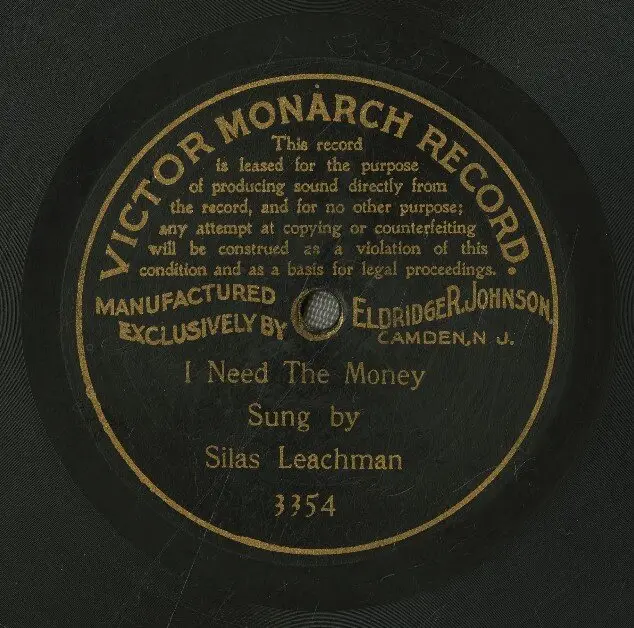 VICTOR MONARCH RECORD.
This record
is leased for the purpose
of producing sound directly from
the record, and for no other purpose;
any attempt at copying or counterfeiting
will be construed as a violation of this
condition and as a basis for legal proceedings.
MANUFACTURED
EXCLUSIVELY BY
ELDRIDGE R. JOHNSON,
CAMDEN, N J.
I Need The Money
Sung by
Silas Leachman
3354